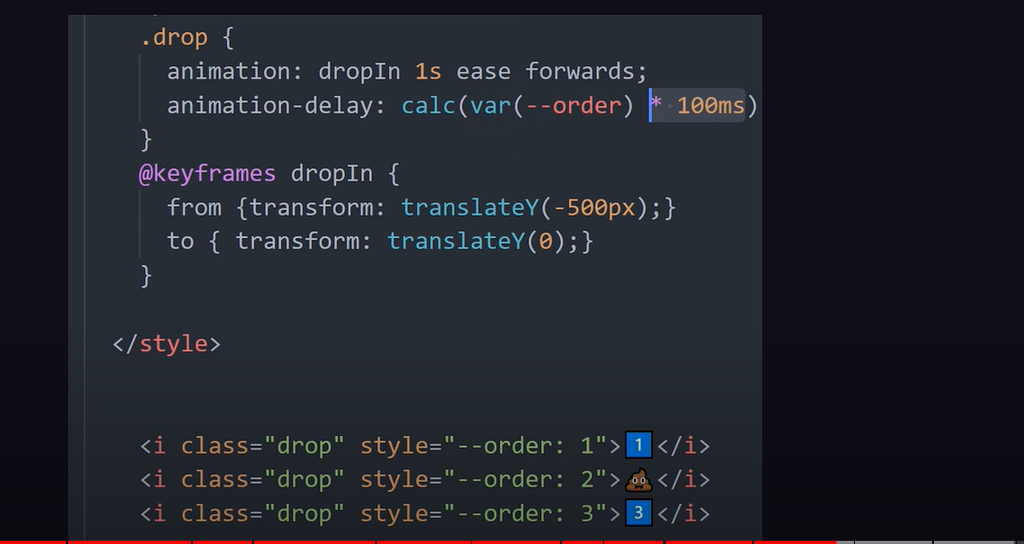 .drop {
animation: dropIn 1s ease forwards;
animation-delay: calc(var(--order) * 100ms)
}
@keyframes dropIn {
from {transform: translateY(-500px);}
to { transform: translateY(0);}
}
</style>
<i class="drop" style="--order: 1">1️⃣</i>
<i class="drop" style="--order: 2">💩</i>
<i class="drop" style="--order: 3">3️⃣</i>